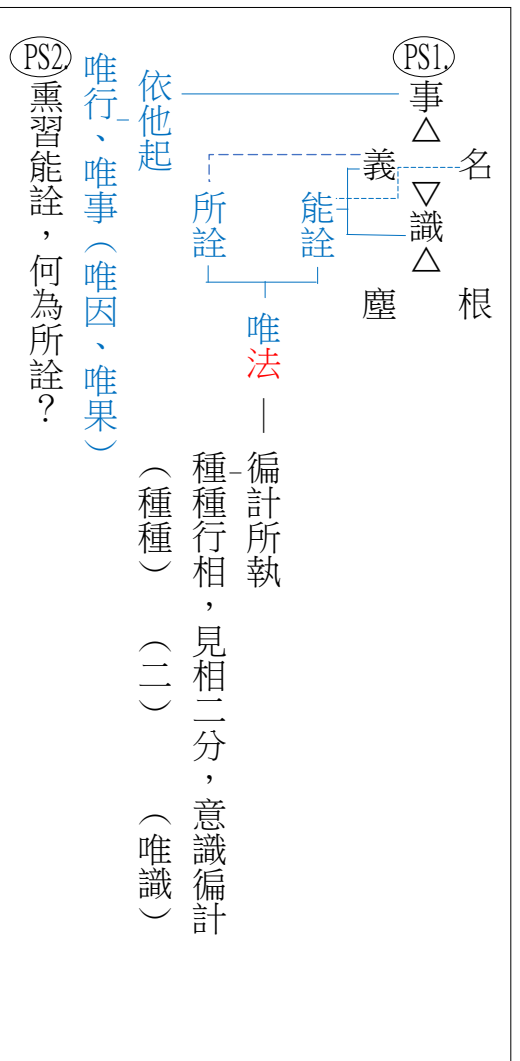 PS1.事△
名
義▽識△
根
塵
能詮
所詮
唯法—徧計所執
種種行相，見相二分，意識徧計
（種種）（二）（唯識）
依他起
唯行、唯事（唯因、唯果）
PS2.熏習能詮，何為所詮？